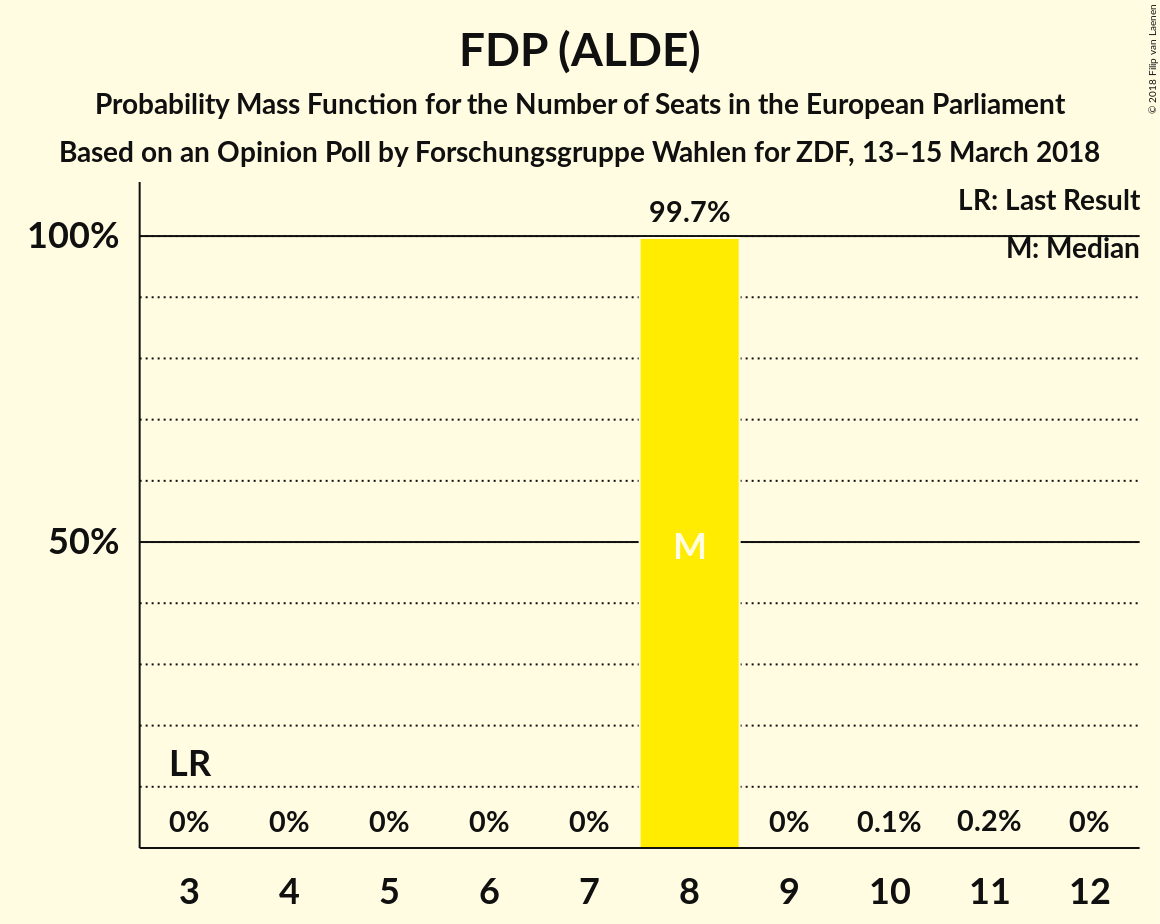 FDP (ALDE)
Probability Mass Function for the Number of Seats in the European Parliament
Based on an Opinion Poll by Forschungsgruppe Wahlen for ZDF, 13–15 March 2018
© 2018 Filip van Laenen
LR: Last Result
M: Median
99.7%
100%
50%
M
LR
0% 0% 0% 0% 0% 0% 0.1% 0.2% 0%
3 4 5 6 7 8 9 10 11 12